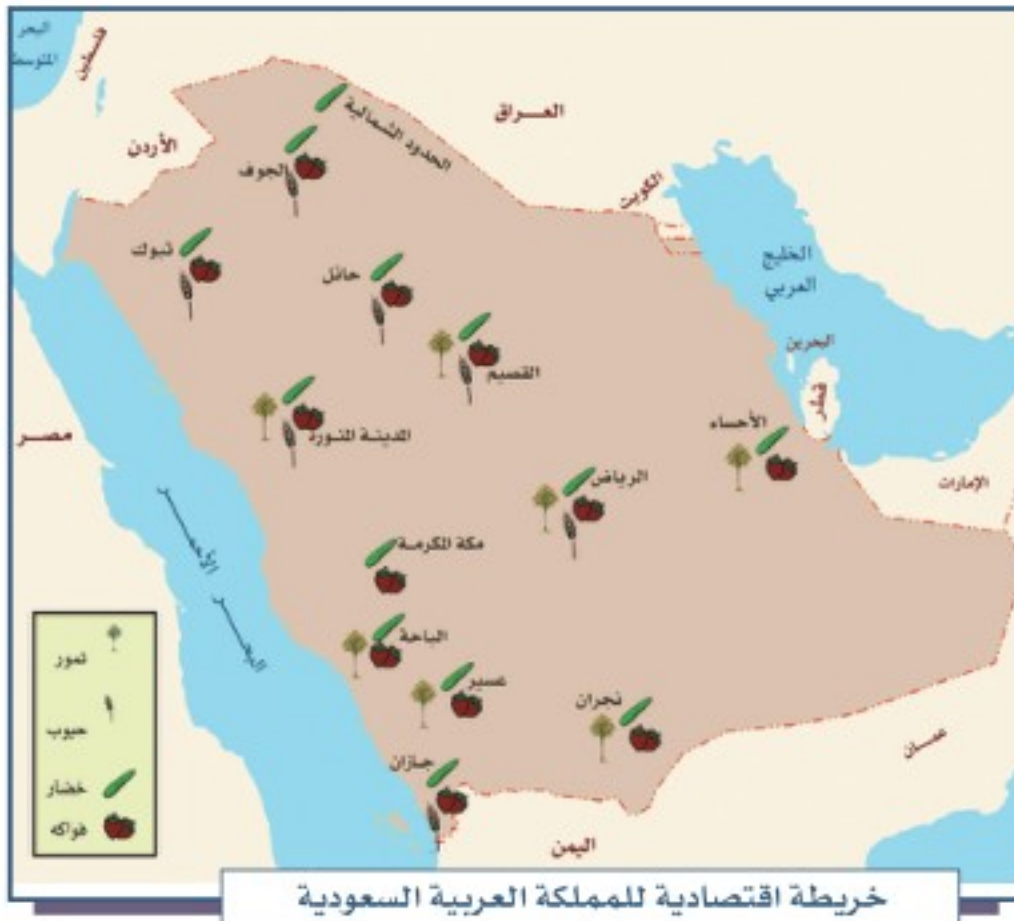 البحر
المتوسط
فلسطين
الأردن
العراق
الكويت
الحدود الشمالية
الجوف
تبوك
حائل
القصيم
المدينة المنورة
الخليج
العربي
البحرين
قطر
الأحساء
الرياض
الإمارات
مصر
البحر الأحمر
مكة المكرمة
الباحة
عسير
نجران
جازان
اليمن
عمان
تمور
حبوب
خضار
فواكه
خريطة اقتصادية للمملكة العربية السعودية